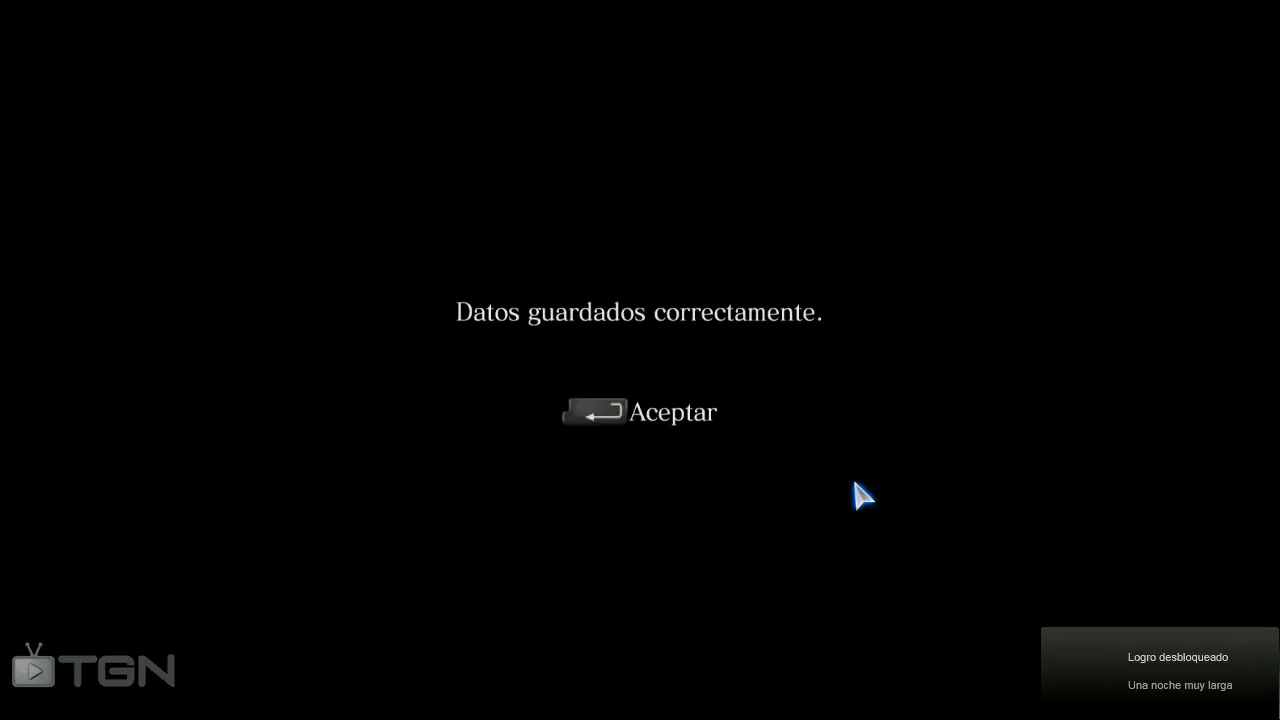 Datos guardados correctamente.
Aceptar
TGN
Logro desbloqueado
Una noche muy larga